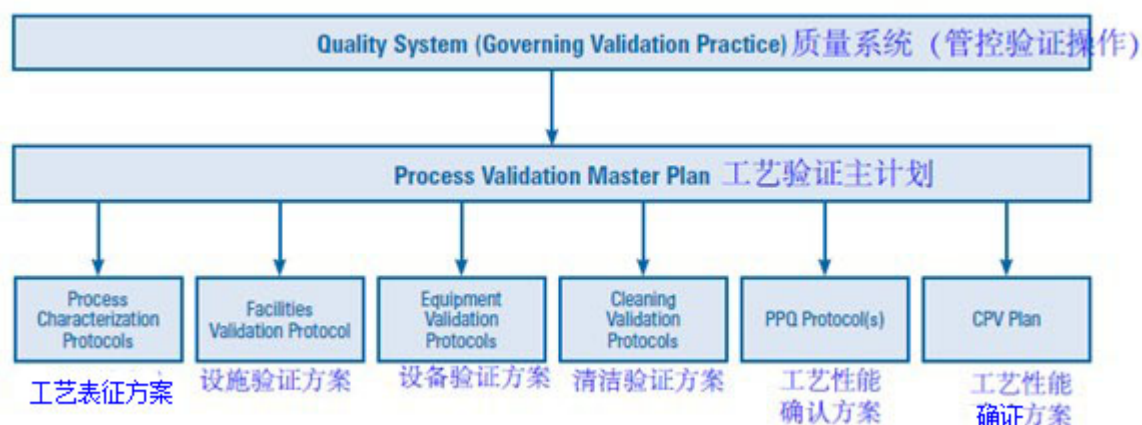 Quality System (Governing Validation Practice) 质量系统（管控验证操作）
Process Validation Master Plan 工艺验证主计划
Process
Characterization
Protocols
工艺表征方案
Facilities
Validation Protocol
设施验证方案
Equipment
Validation
Protocols
设备验证方案
Cleaning
Validation
Protocols
清洁验证方案
PPQ Protocol(s)
工艺性能
确认方案
CPV Plan
工艺性能
确证方案